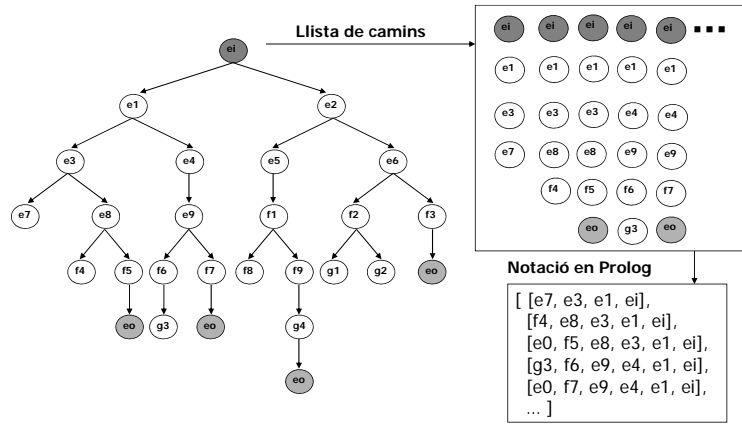 Llista de camins
ei
e1 e2
e3 e4 e5 e6
e7 e8 e9 f1 f2 f3
f4 f5 f6 f7 f8 f9 g1 g2 eo
eo g3 eo g4
eo
ei ei ei ei ei ...
e1 e1 e1 e1 e1
e3 e3 e3 e4 e4
e7 e8 e8 e9 e9
f4 f5 f6 f7
eo g3 eo
Notació en Prolog
[ [e7, e3, e1, ei],
[f4, e8, e3, e1, ei],
[e0, f5, e8, e3, e1, ei],
[g3, f6, e9, e4, e1, ei],
[e0, f7, e9, e4, e1, ei],
... ]